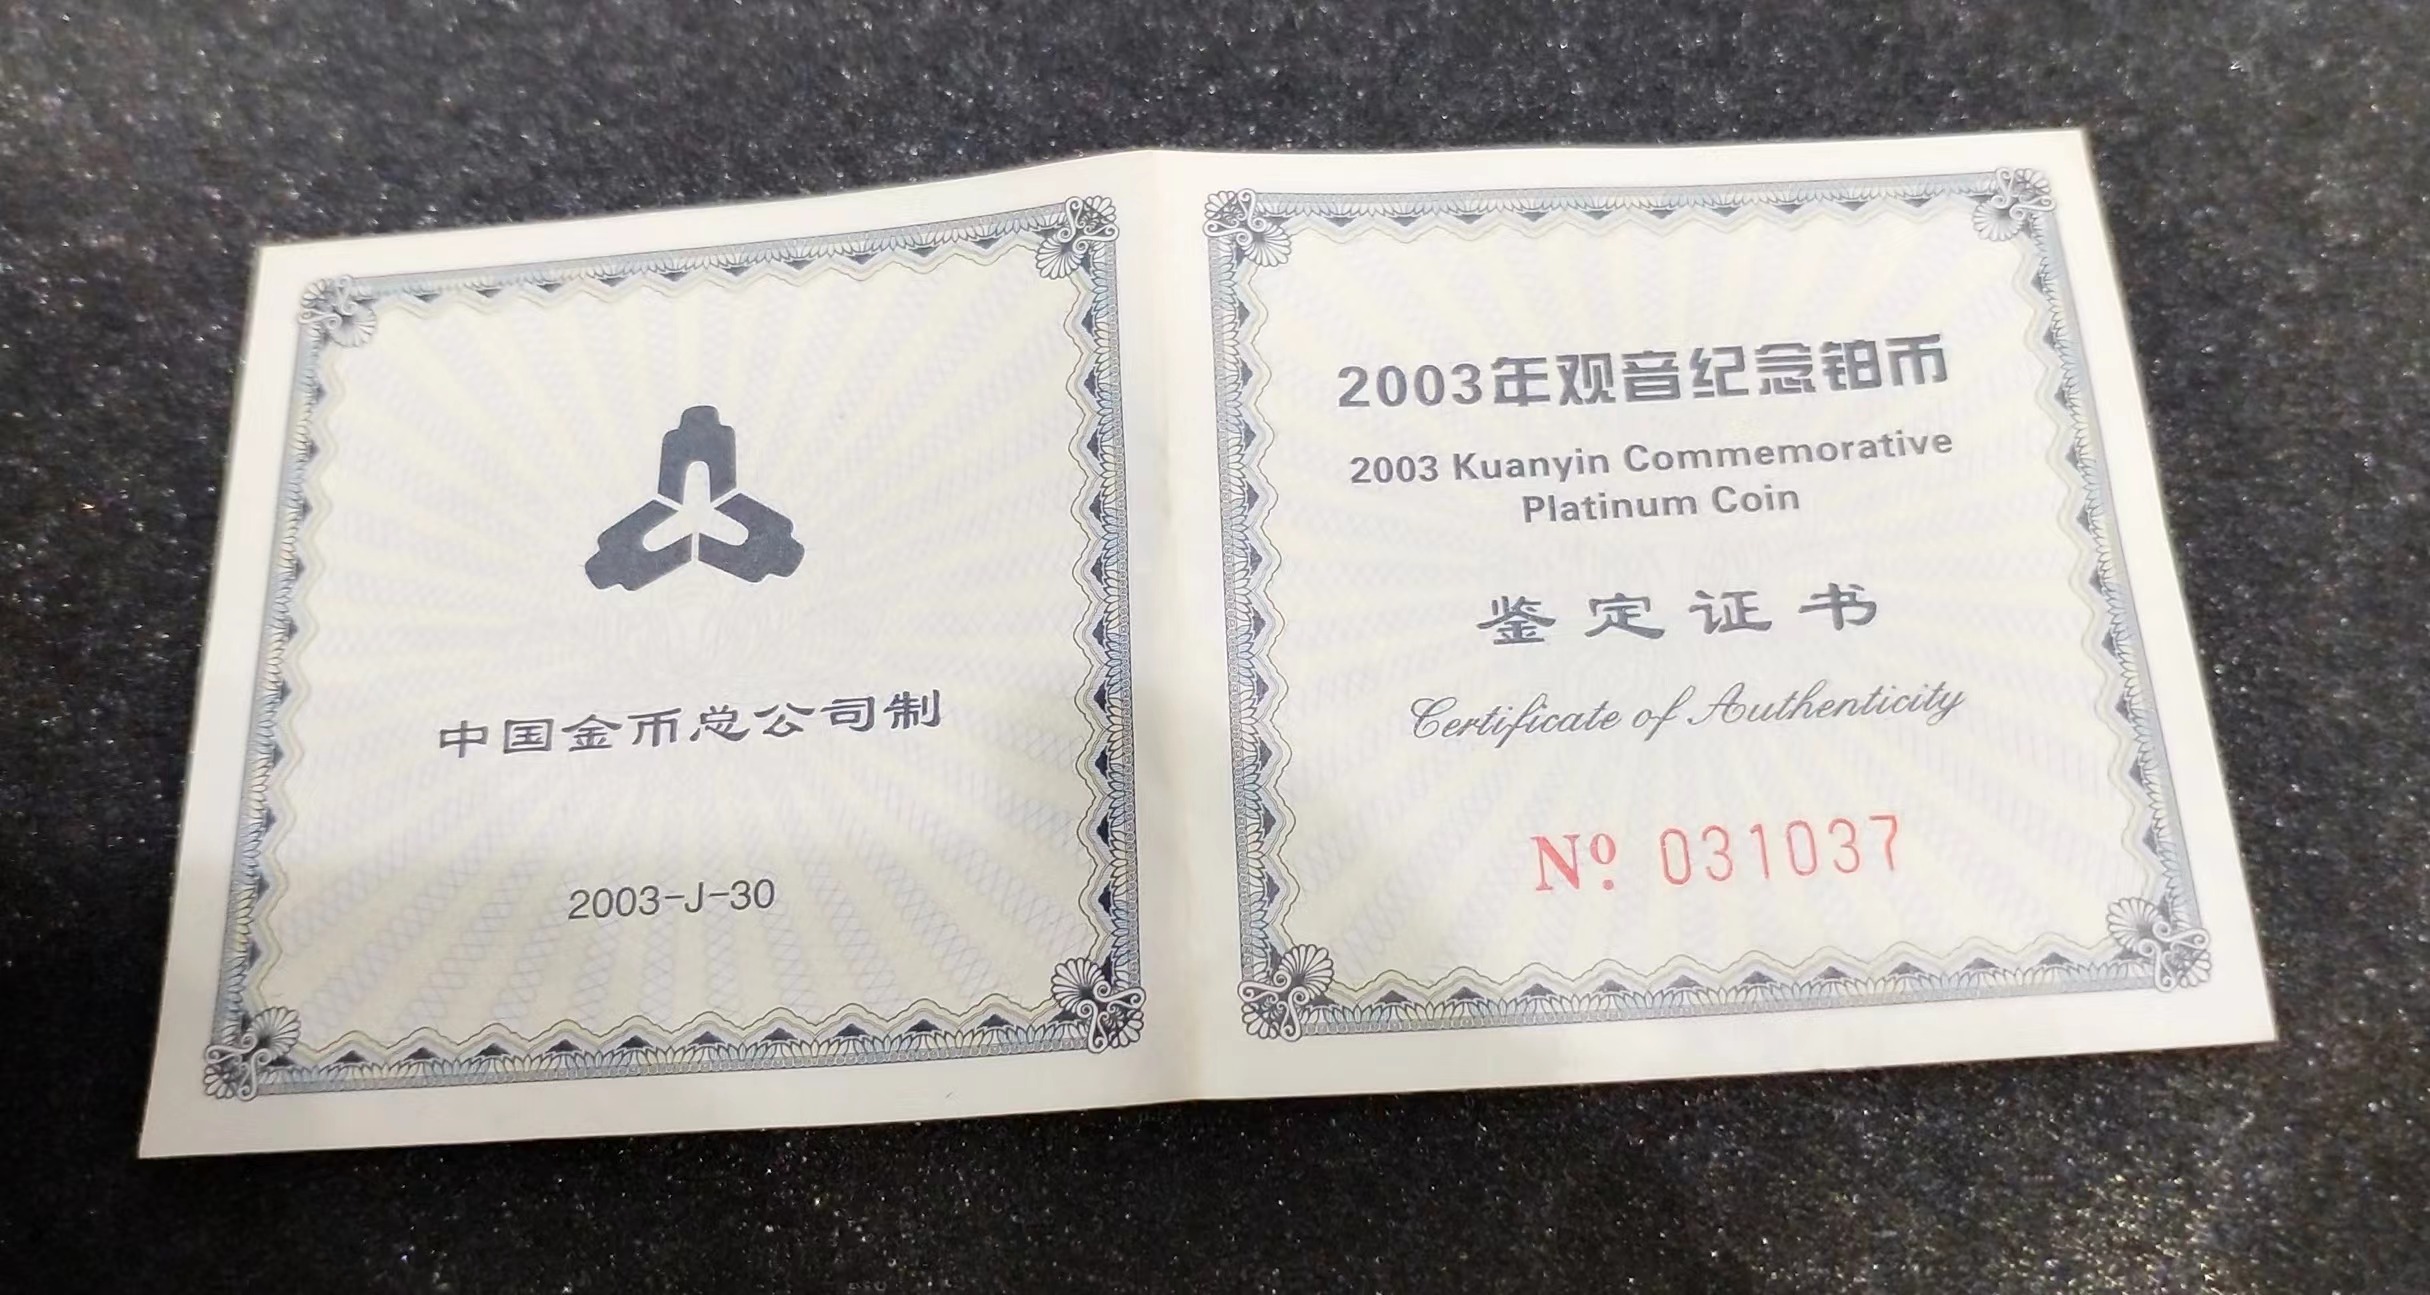 中国金币总公司制
2003-J-30
2003年观音纪念铂币
2003 Kuanyin Commemorative
Platinum Coin
鉴定证书
Certificate of Authenticity
Nº 031037